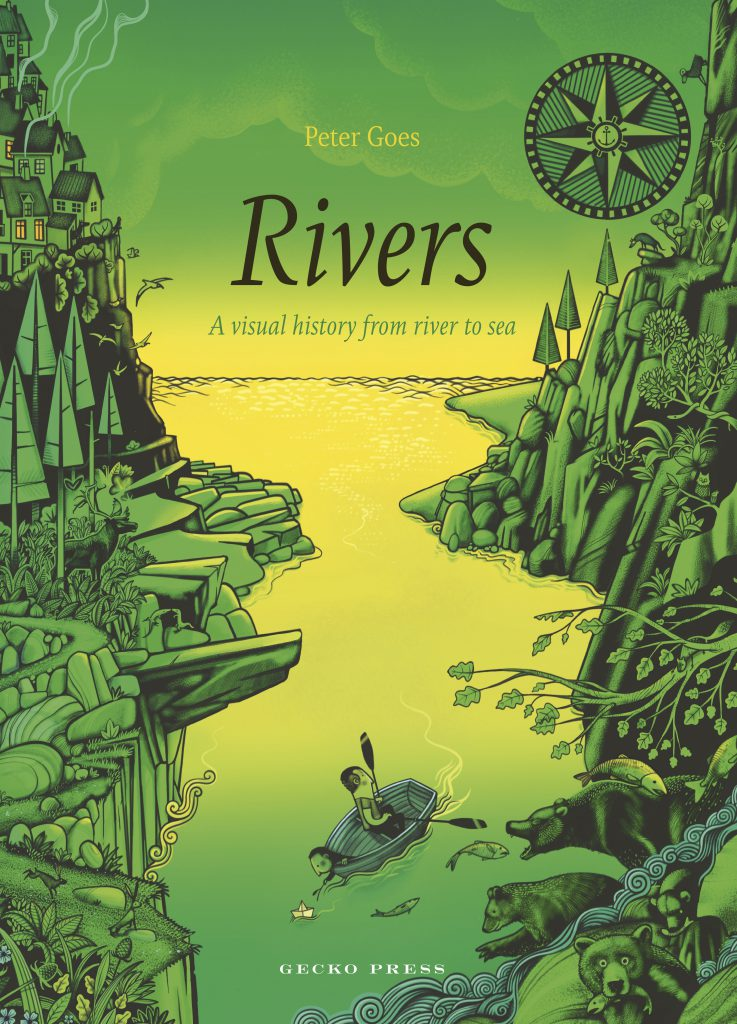 Peter Goes
Rivers
A visual history from river to sea
GECKO PRESS